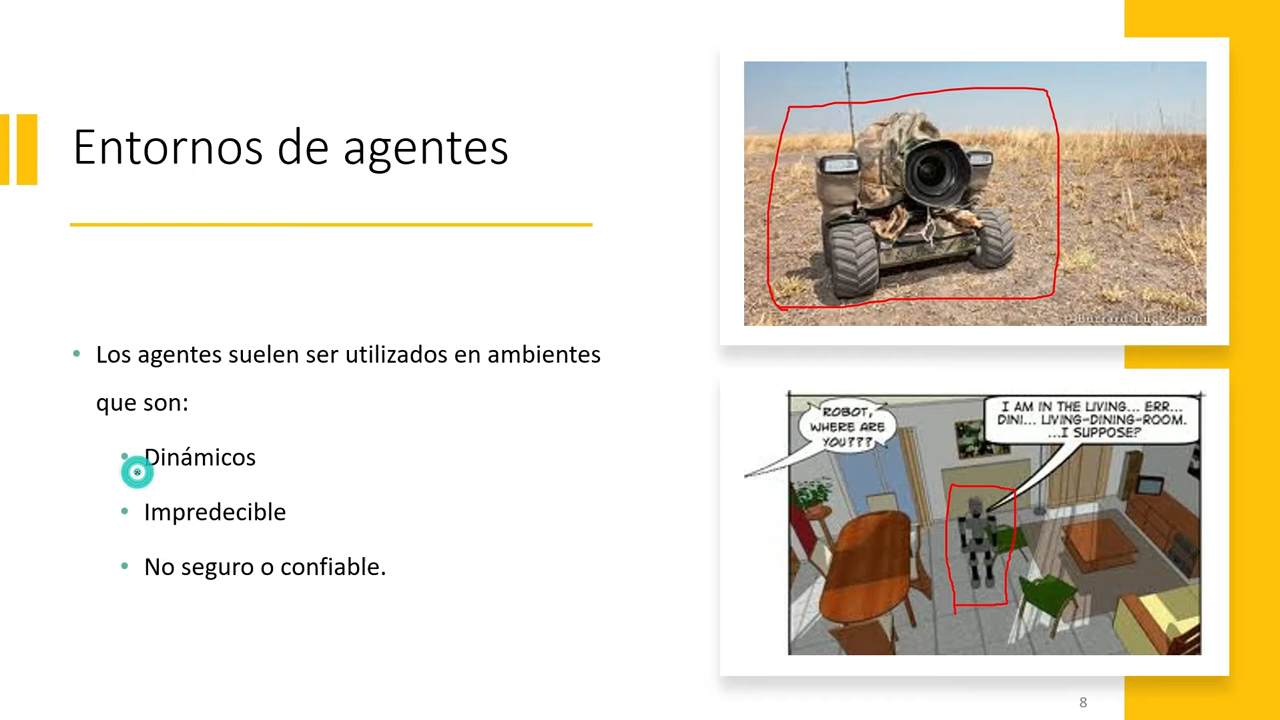 Entornos de agentes
Los agentes suelen ser utilizados en ambientes
que son:
Dinámicos
Impredecible
No seguro o confiable.
ROBOT,
WHERE ARE
YOU???
I AM IN THE LIVING... ERR...
DINI... LIVING-DINING-ROOM.
...I SUPPOSE?
8